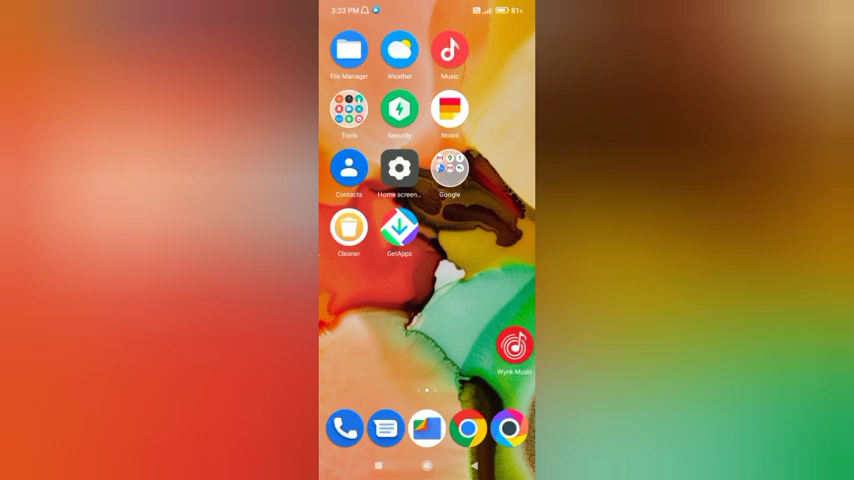 3:23 PM
81%
File Manager
Weather
Music
Tools
Security
Notes
Contacts
Home screen...
Google
Cleaner
GetApps
Wynk Music